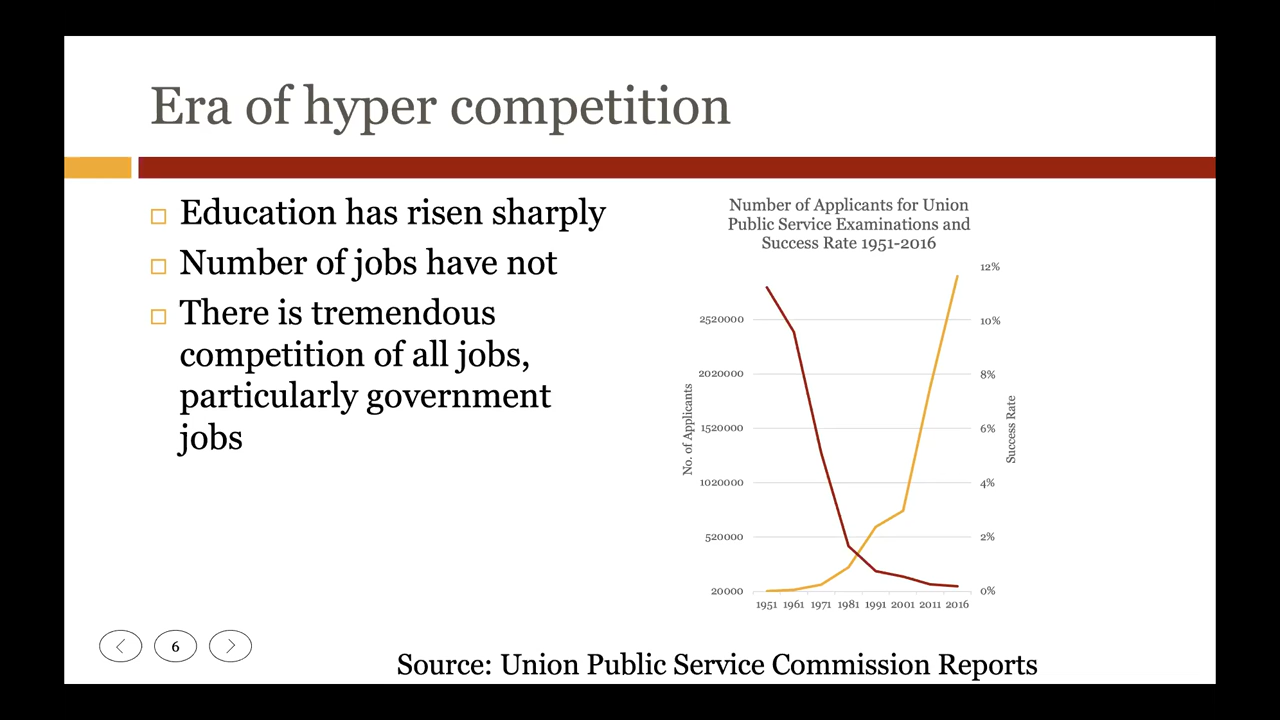 Era of hyper competition
Education has risen sharply
Number of jobs have not
There is tremendous
competition of all jobs,
particularly government
jobs
Number of Applicants for Union
Public Service Examinations and
Success Rate 1951-2016
12%
2520000
10%
2020000
8%
1520000
6%
1020000
4%
520000
2%
20000
0%
No. of Applicants
Success Rate
1951 1961 1971 1981 1991 2001 2011 2016
6
Source: Union Public Service Commission Reports